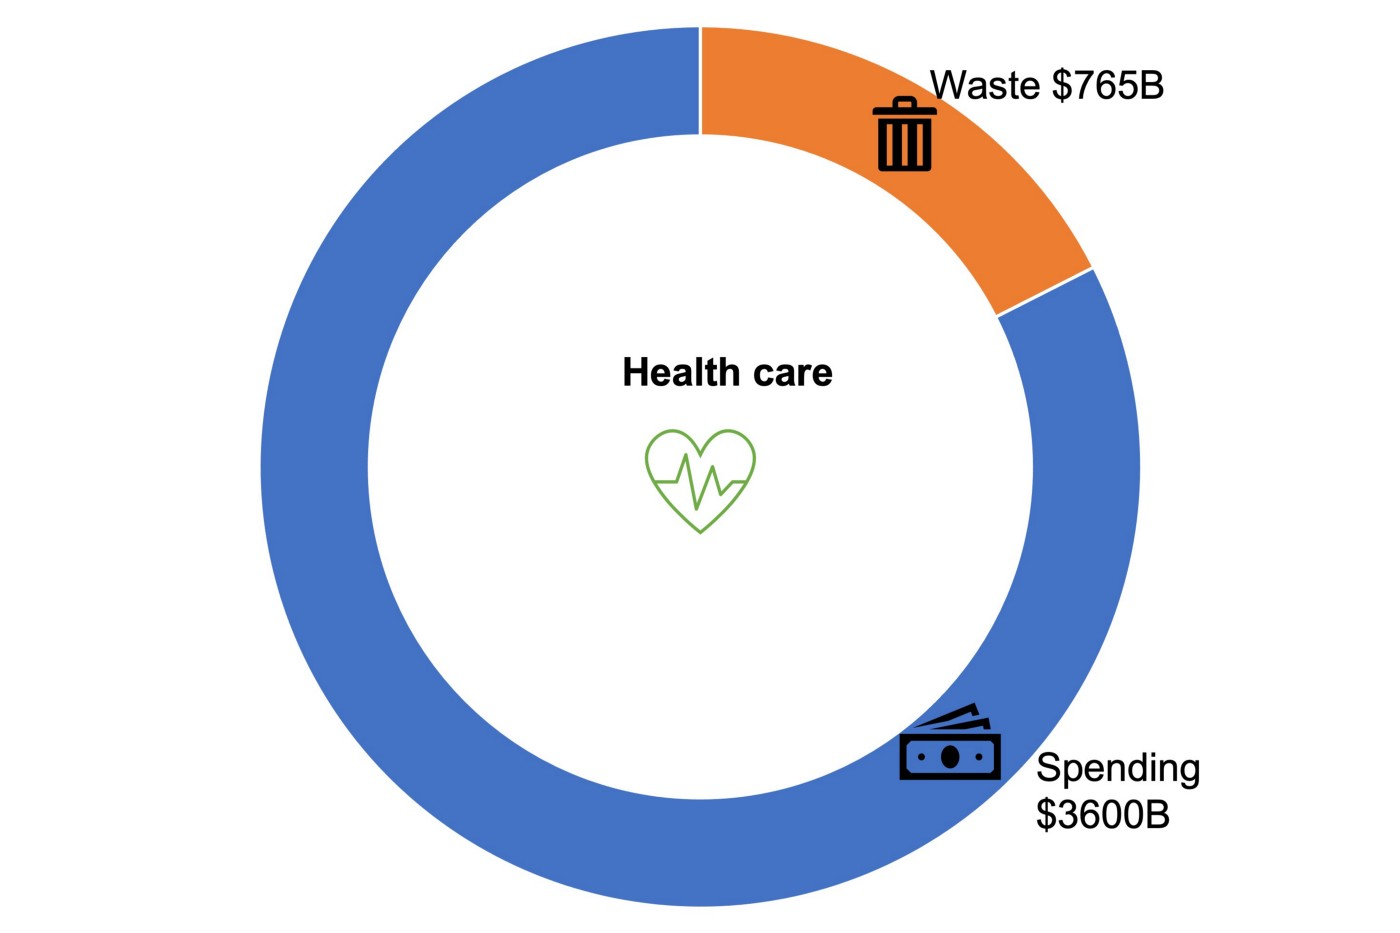 Waste $765B
Health care
Spending
$3600B